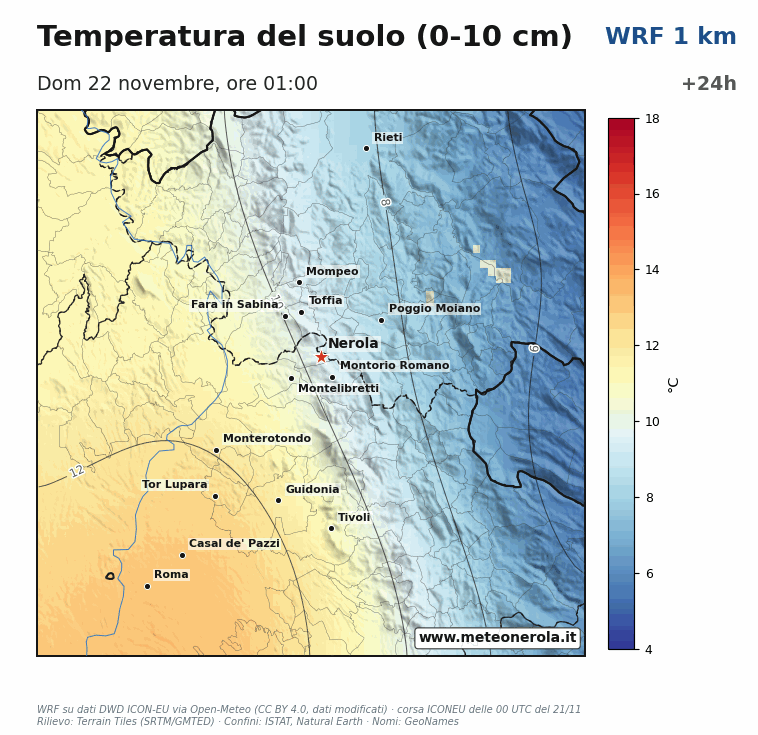 Temperatura del suolo (0-10 cm)
WRF 1 km
Dom 22 novembre, ore 01:00
+24h
Rieti
8
Mompeo
Toffia
Fara in Sabina
Poggio Moiano
Nerola
6
Montorio Romano
Montelibretti
Monterotondo
12
Tor Lupara
Guidonia
Tivoli
Casal de' Pazzi
Roma
www.meteonerola.it
18
16
14
12
10
8
6
4
°C
WRF su dati DWD ICON-EU via Open-Meteo (CC BY 4.0, dati modificati) · corsa ICONEU delle 00 UTC del 21/11
Rilievo: Terrain Tiles (SRTM/GMTED) · Confini: ISTAT, Natural Earth · Nomi: GeoNames